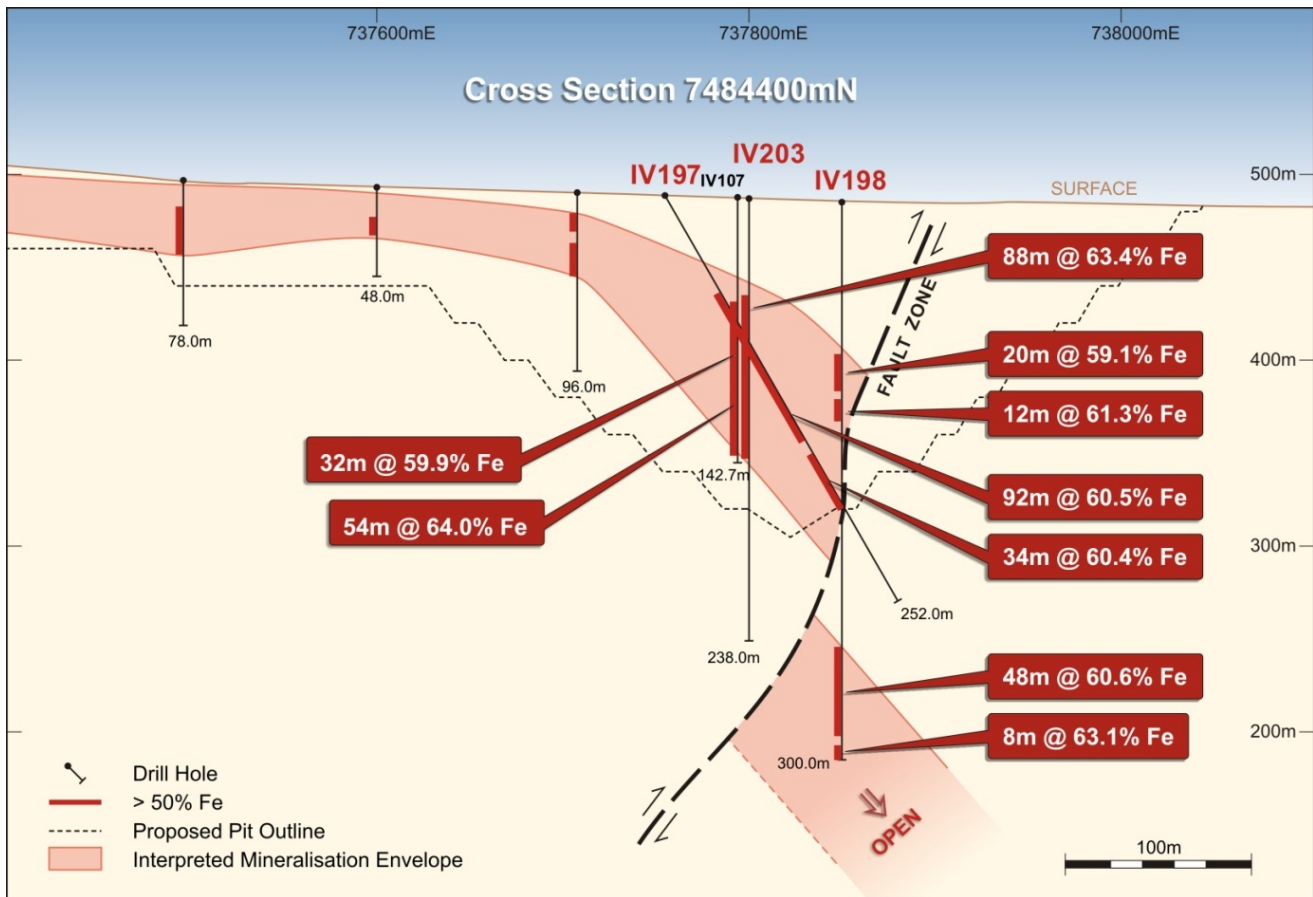 737600mE
737800mE
738000mE
Cross Section 7484400mN
IV203
IV197
IV107
IV198
500m
SURFACE
88m @ 63.4% Fe
FAULT ZONE
48.0m
78.0m
20m @ 59.1% Fe
400m
96.0m
12m @ 61.3% Fe
32m @ 59.9% Fe
142.7m
92m @ 60.5% Fe
54m @ 64.0% Fe
34m @ 60.4% Fe
300m
252.0m
238.0m
48m @ 60.6% Fe
8m @ 63.1% Fe
200m
300.0m
OPEN
Drill Hole
> 50% Fe
Proposed Pit Outline
Interpreted Mineralisation Envelope
100m